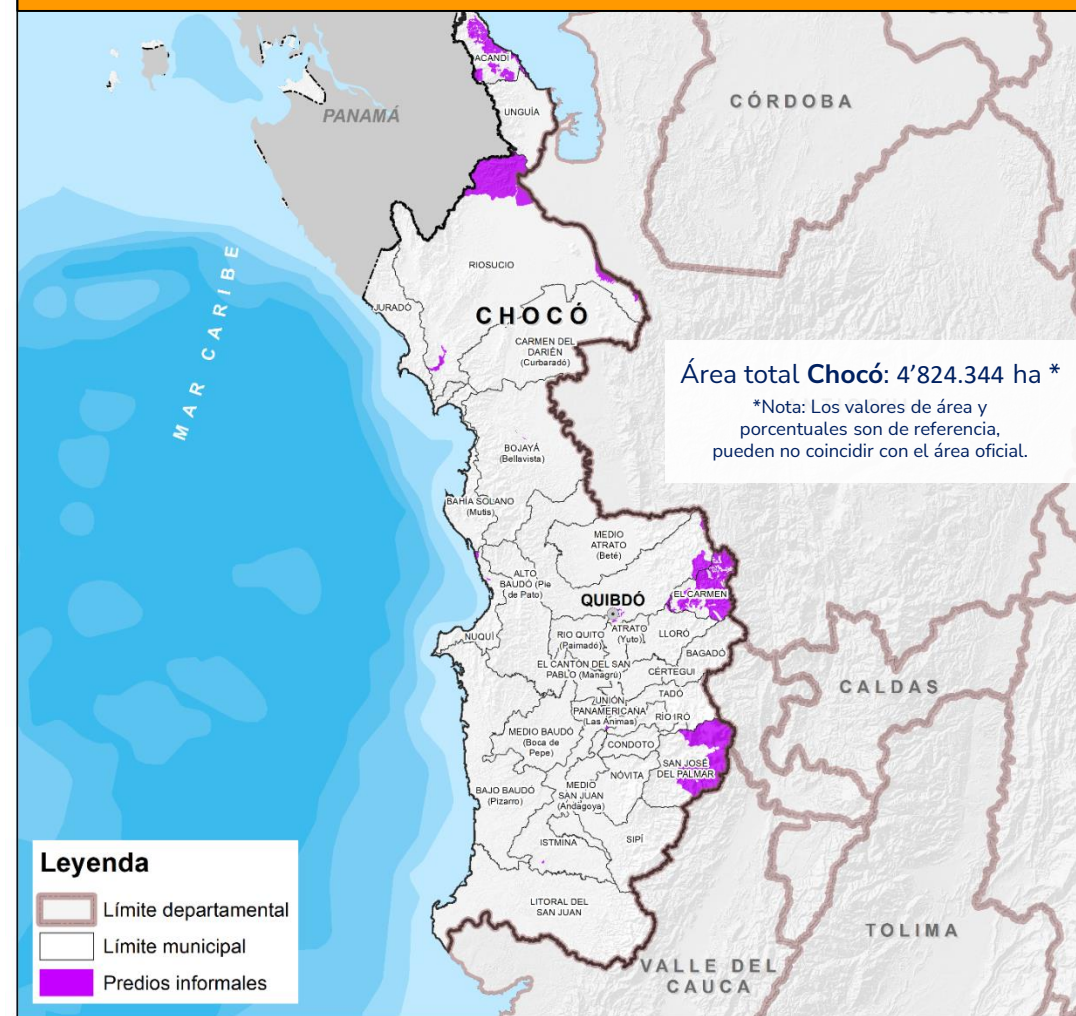 ACANDÍ
UNGUÍA
PANAMÁ
CÓRDOBA
MAR CARIBE
RIOSUCIO
JURADÓ
CHOCÓ
CARMEN DEL
DARIÉN
(Curbaradó)
Área total Chocó: 4’824.344 ha *
*Nota: Los valores de área y
porcentuales son de referencia,
pueden no coincidir con el área oficial.
BOJAYÁ
(Bellavista)
BAHÍA SOLANO
(Mutis)
MEDIO
ATRATO
(Beté)
ALTO
BAUDÓ (Pie
de Pato)
QUIBDÓ
EL CARMEN
NUQUÍ
RIO QUITO
(Paimadó)
ATRATO
(Yuto)
LLORÓ
BAGADÓ
EL CANTÓN DEL SAN
PABLO (Managrú)
CÉRTEGUI
CALDAS
TADÓ
UNIÓN
PANAMERICANA
(Las Ánimas)
RÍO IRÓ
MEDIO BAUDÓ
(Boca de
Pepe)
CONDOTO
SAN JOSÉ
DEL PALMAR
NÓVITA
BAJO BAUDÓ
(Pizarro)
MEDIO
SAN JUAN
(Andagoya)
ISTMINA
SIPÍ
LITORAL DEL
SAN JUAN
TOLIMA
VALLE DEL
CAUCA
Leyenda
Límite departamental
Límite municipal
Predios informales